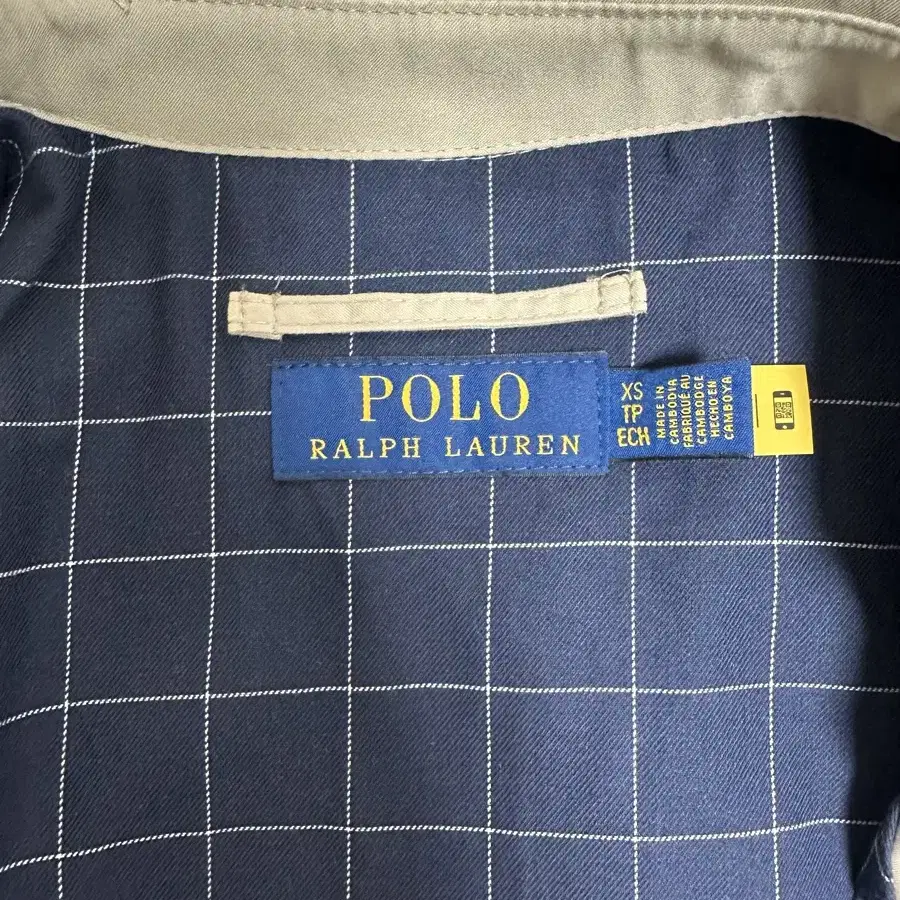 POLO
RALPH LAUREN
XS
TP
ECH
MADE IN
CAMBODIA
FABRIQUÉ AU
CAMBODGE
HECHO EN
CAMBOYA